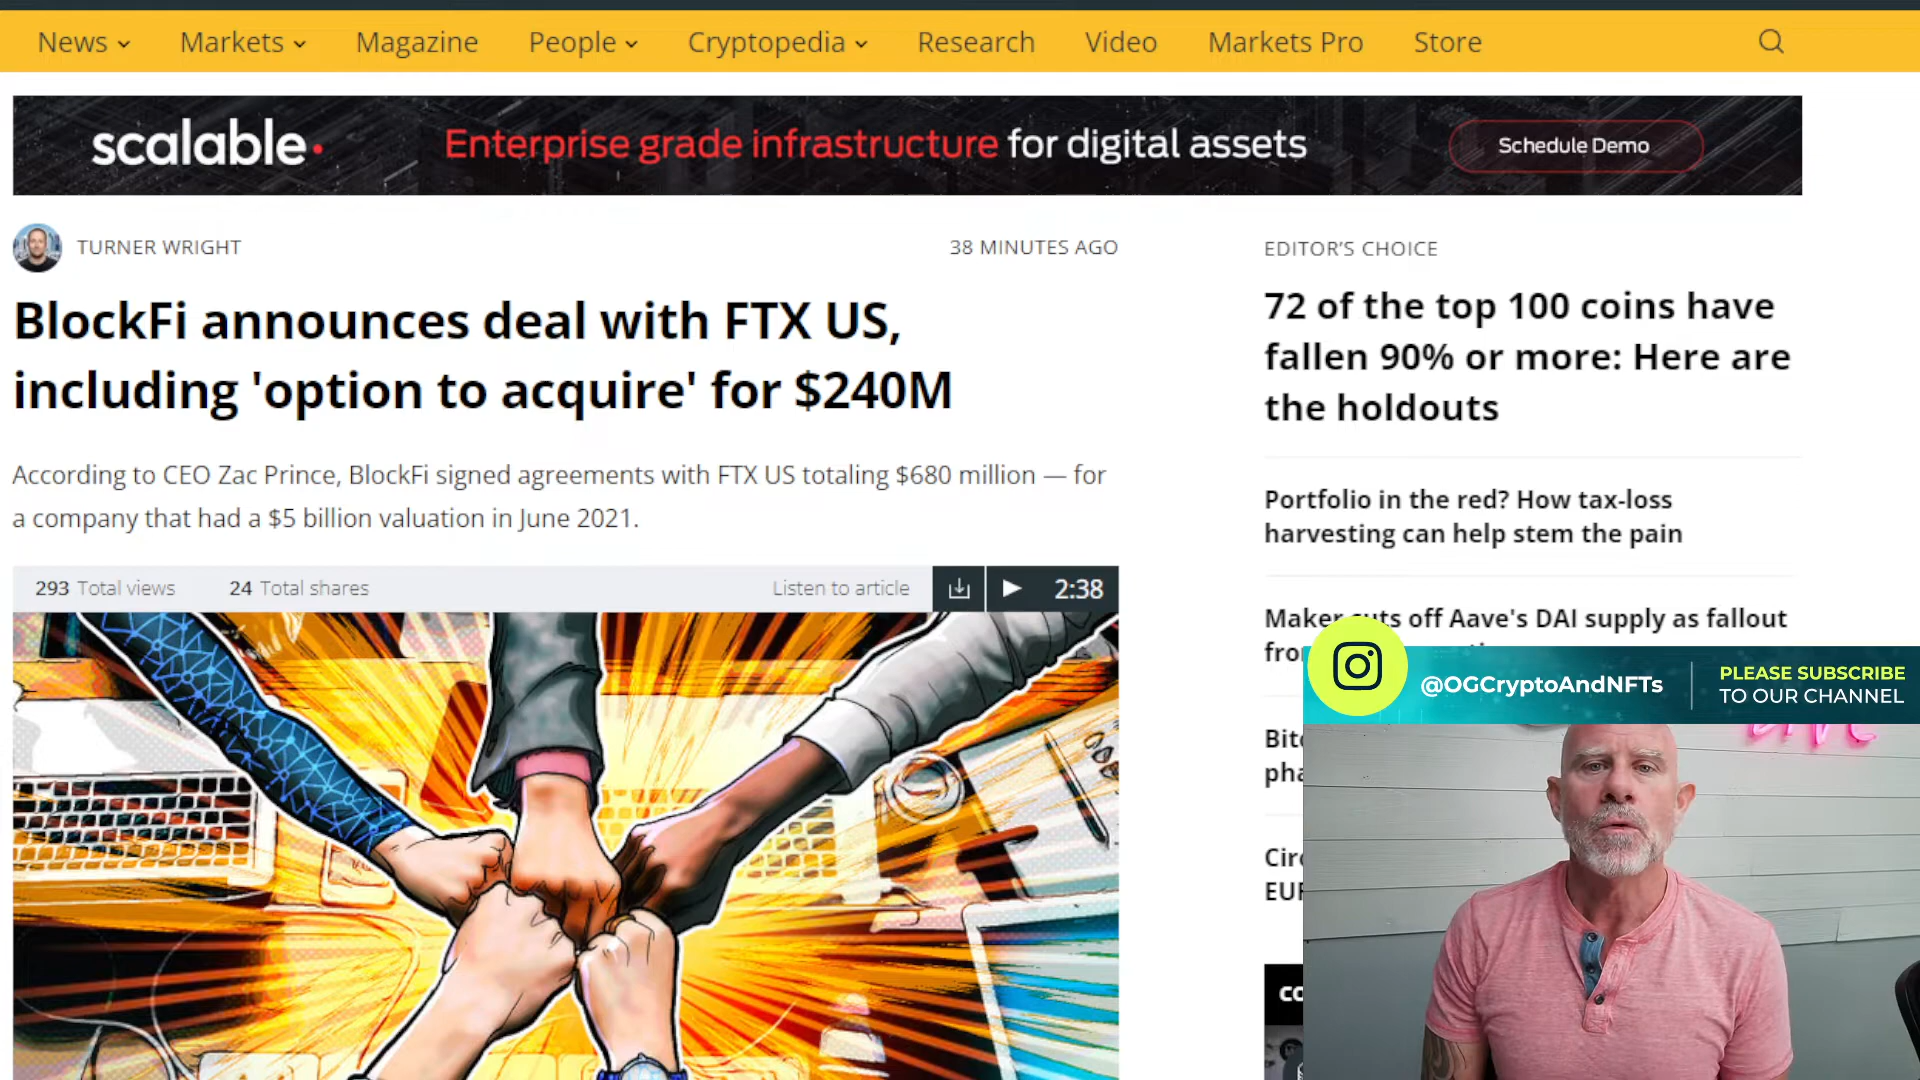 News Markets Magazine People Cryptopedia Research Video Markets Pro Store
scalable. Enterprise grade infrastructure for digital assets Schedule Demo
TURNER WRIGHT 38 MINUTES AGO
BlockFi announces deal with FTX US,
including 'option to acquire' for $240M
According to CEO Zac Prince, BlockFi signed agreements with FTX US totaling $680 million — for
a company that had a $5 billion valuation in June 2021.
293 Total views 24 Total shares Listen to article 2:38
EDITOR'S CHOICE
72 of the top 100 coins have
fallen 90% or more: Here are
the holdouts
Portfolio in the red? How tax-loss
harvesting can help stem the pain
Maker cuts off Aave's DAI supply as fallout
@OGCryptoAndNFTs
PLEASE SUBSCRIBE
TO OUR CHANNEL